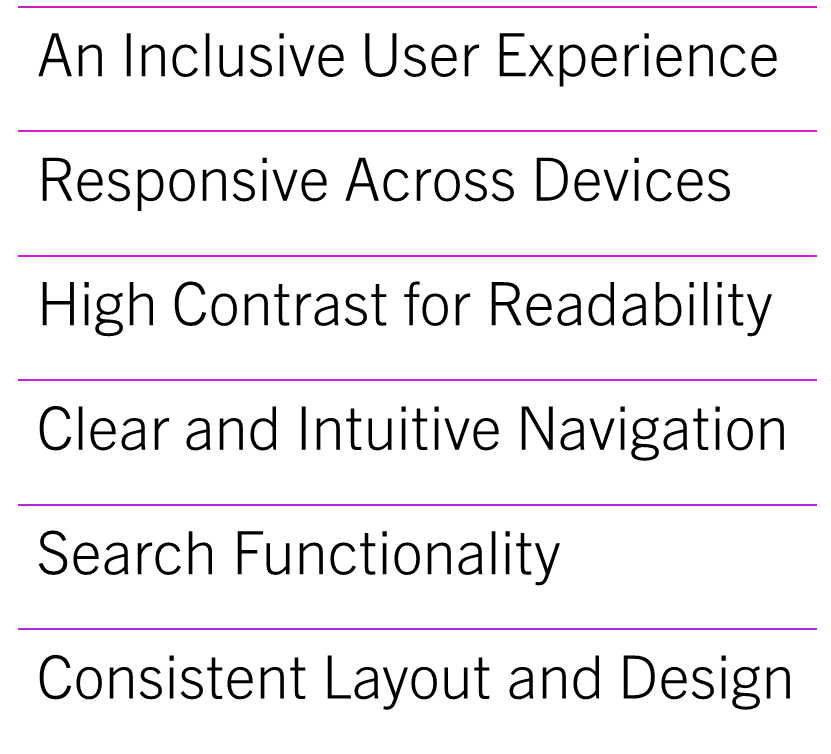 An Inclusive User Experience
Responsive Across Devices
High Contrast for Readability
Clear and Intuitive Navigation
Search Functionality
Consistent Layout and Design